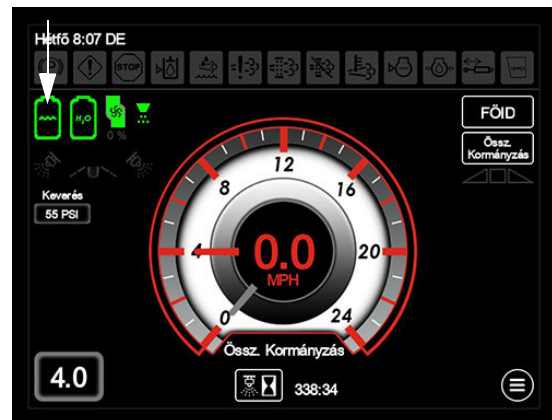 Hétfő 8:07 DE
(P) STOP
H₂O
0 %
FÖID
Össz.
Kormányzás
Keverés
55 PSI
0
4
8
12
16
20
24
0.0
MPH
Össz. Kormányzás
4.0
338:34